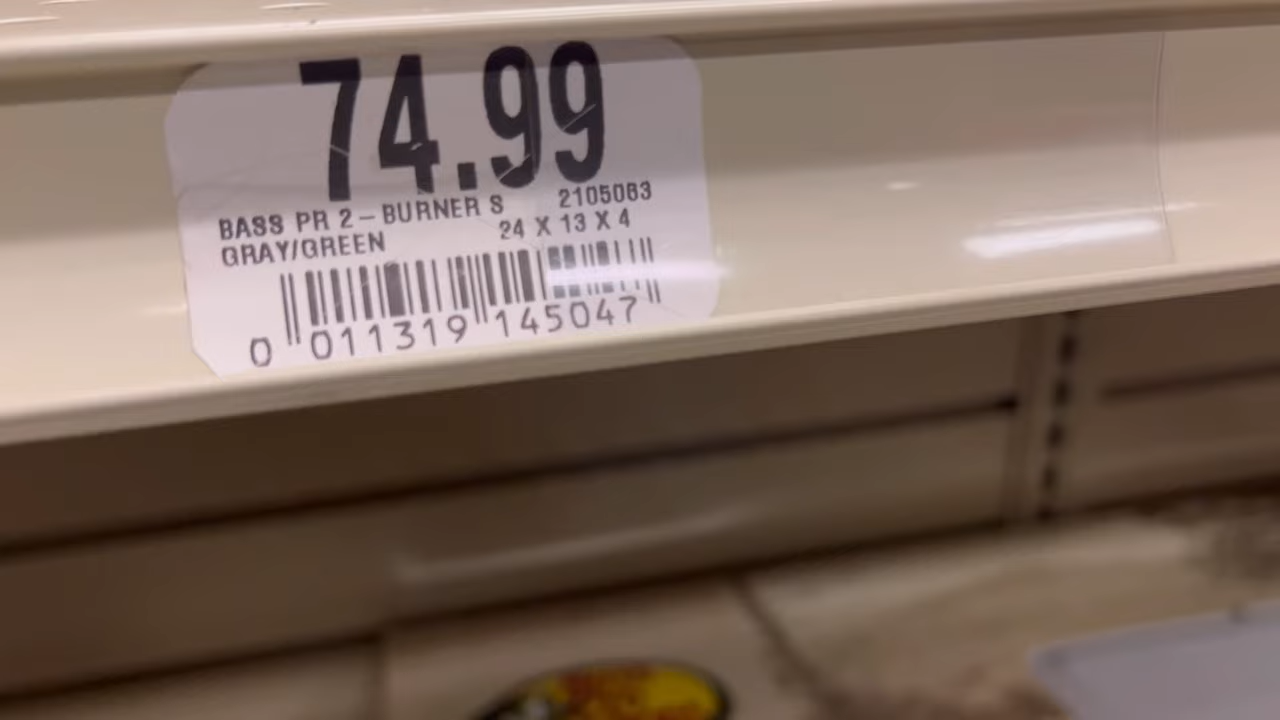 74.99
BASS PR 2-BURNER S 2105063
GRAY/GREEN 24 X 13 X 4
0 011319 145047